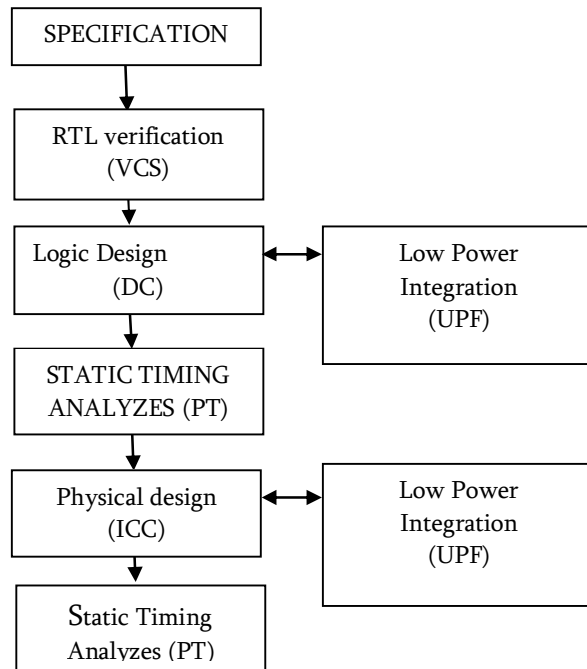 SPECIFICATION
RTL verification
(VCS)
Logic Design
(DC)
Low Power
Integration
(UPF)
STATIC TIMING
ANALYZES (PT)
Physical design
(ICC)
Low Power
Integration
(UPF)
Static Timing
Analyzes (PT)